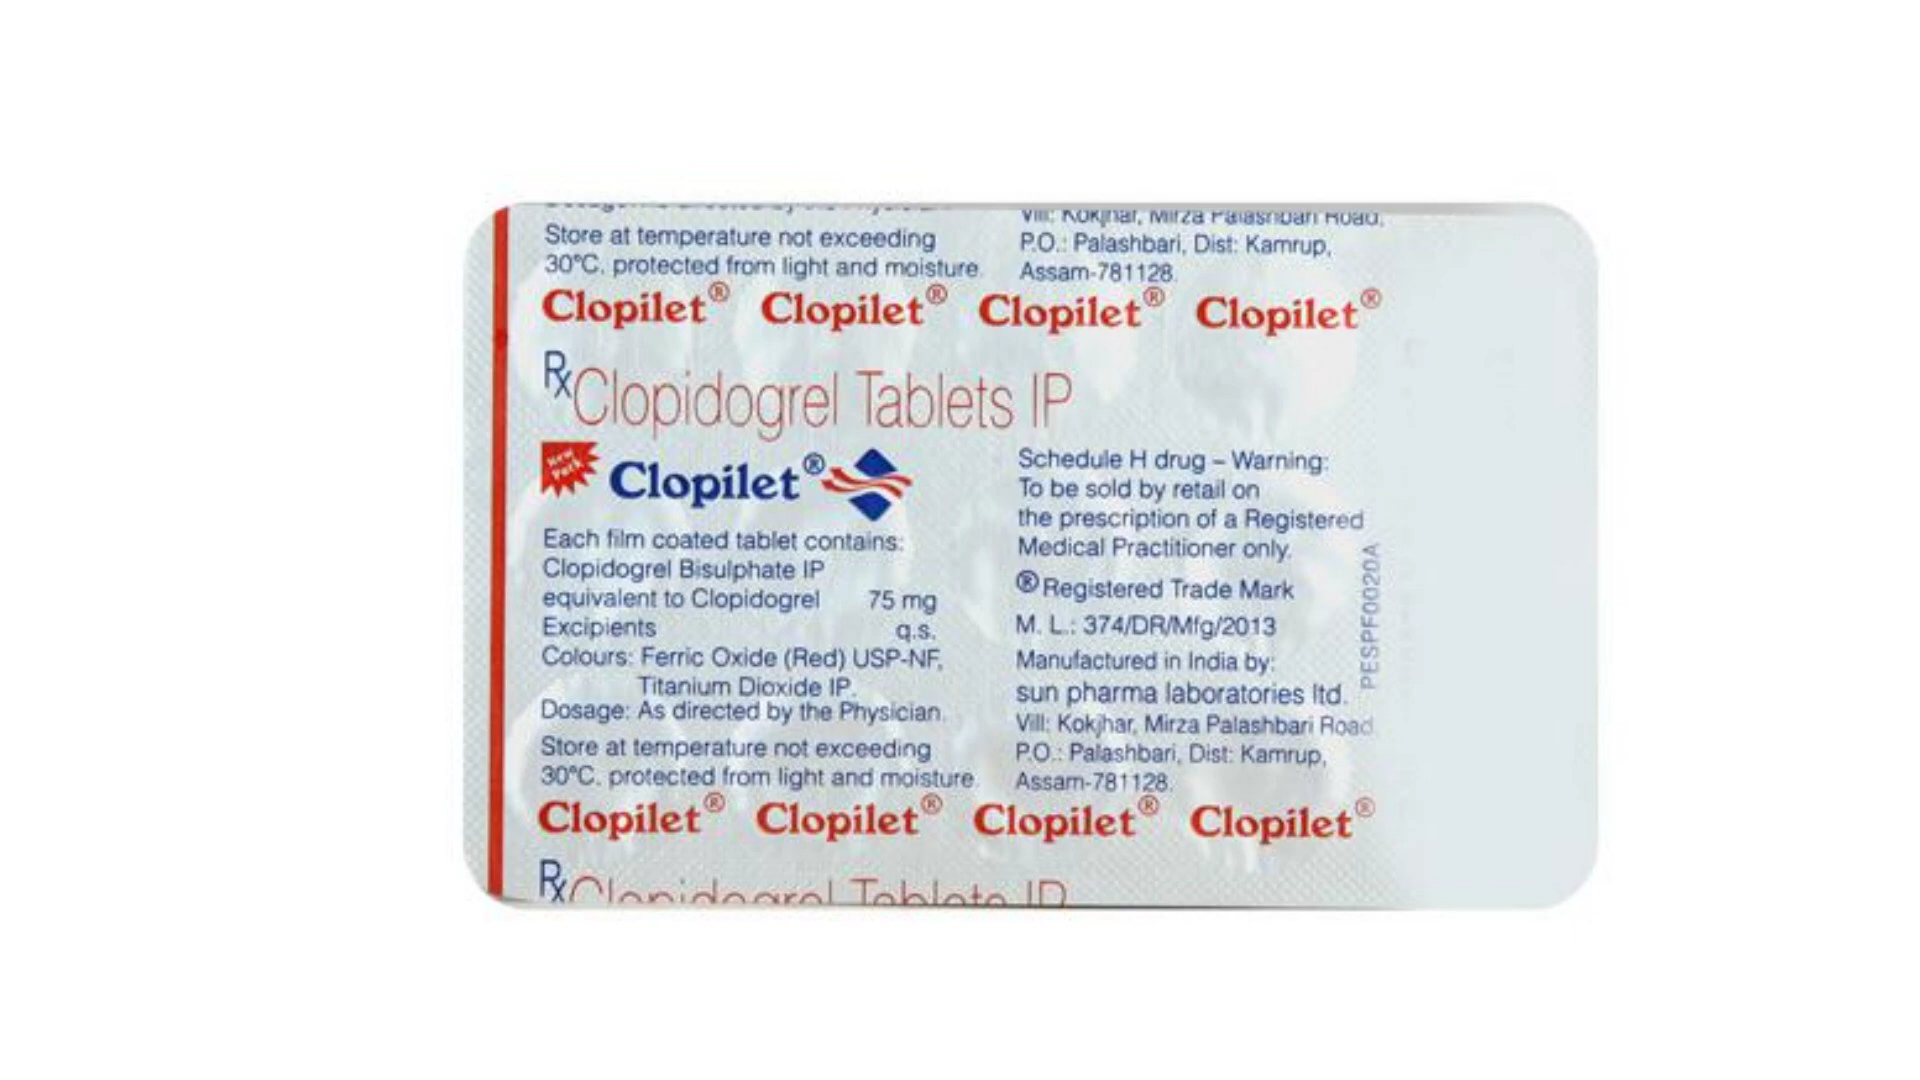 Vill: Kokjhar, Mirza Palashbari Road,
Store at temperature not exceeding
30°C, protected from light and moisture.
P.O.: Palashbari, Dist: Kamrup,
Assam-781128.
Clopilet® Clopilet® Clopilet® Clopilet®
Rx Clopidogrel Tablets IP
New Pack
Clopilet®
Each film coated tablet contains:
Clopidogrel Bisulphate IP
equivalent to Clopidogrel 75 mg
Excipients q.s.
Colours: Ferric Oxide (Red) USP-NF,
Titanium Dioxide IP.
Dosage: As directed by the Physician.
Store at temperature not exceeding
30°C, protected from light and moisture.
Schedule H drug – Warning:
To be sold by retail on
the prescription of a Registered
Medical Practitioner only.
® Registered Trade Mark
M. L.: 374/DR/Mfg/2013
Manufactured in India by:
sun pharma laboratories ltd.
Vill: Kokjhar, Mirza Palashbari Road
P.O.: Palashbari, Dist: Kamrup,
Assam-781128.
PESPF0020A
Clopilet® Clopilet® Clopilet® Clopilet®
Rx Clopidogrel Tablets IP